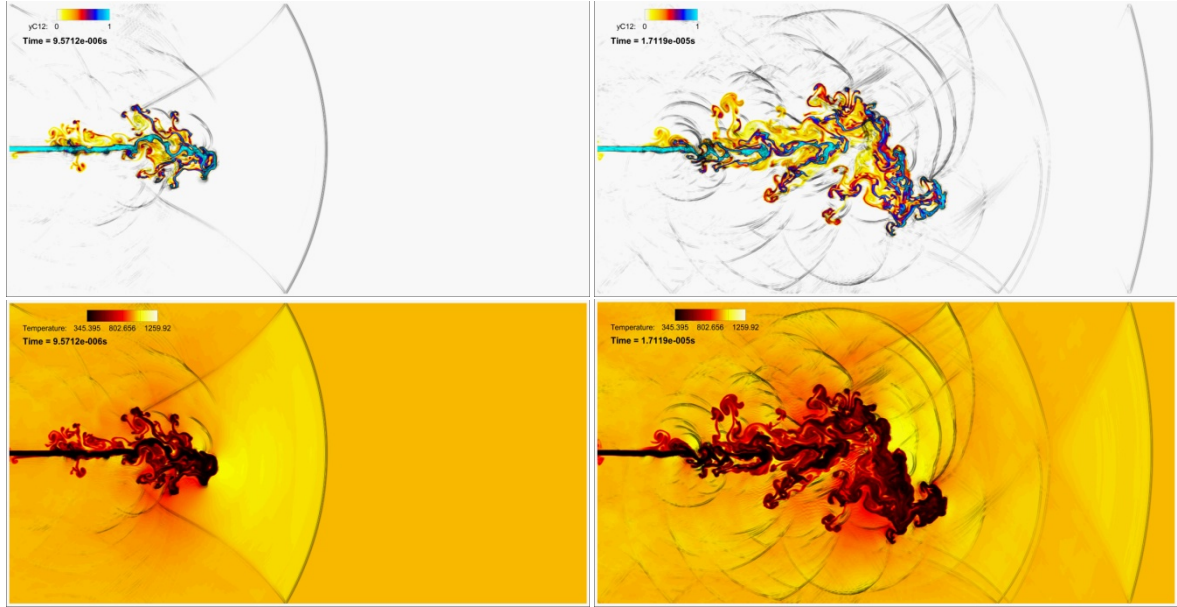 yC12: 0 1
Time = 9.5712e-006s
yC12: 0 1
Time = 1.7119e-005s
Temperature: 345.395 802.656 1259.92
Time = 9.5712e-006s
Temperature: 345.395 802.656 1259.92
Time = 1.7119e-005s